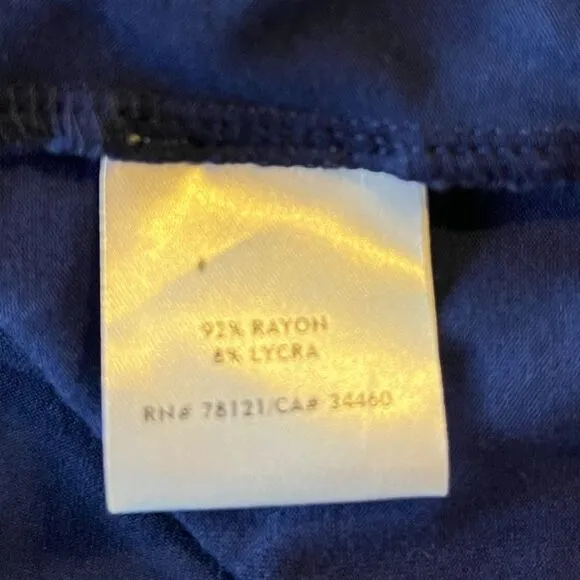 92% RAYON
8% LYCRA
RN# 78121/CA# 34460